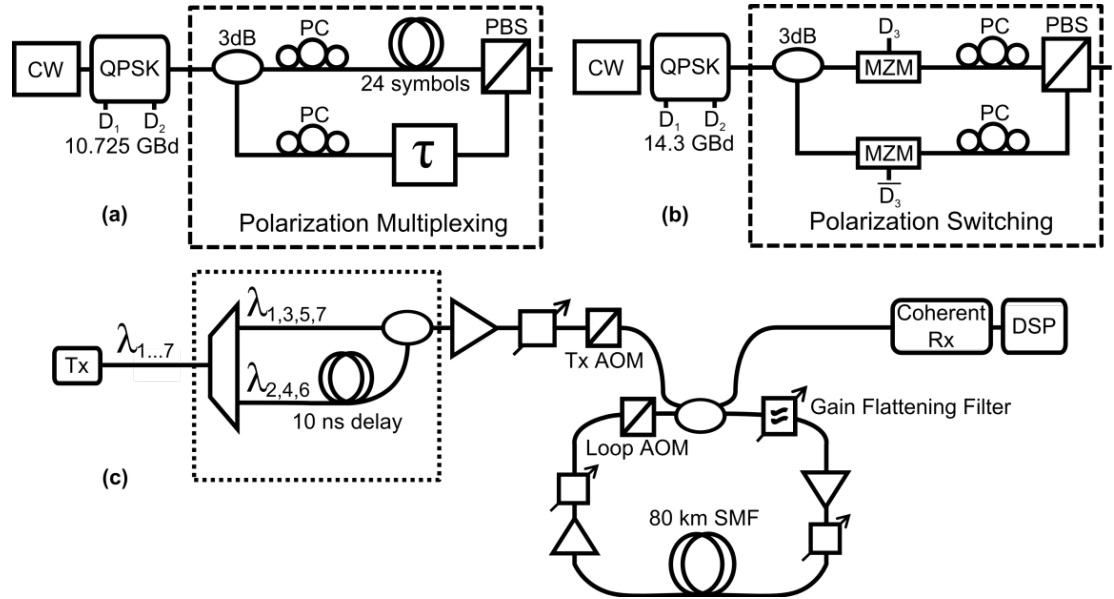 CW
QPSK
D1
D2
10.725 GBd
3dB
PC
24 symbols
PBS
PC
τ
(a)
Polarization Multiplexing
CW
QPSK
D1
D2
14.3 GBd
3dB
D3
MZM
PC
PBS
PC
MZM
D̅3
(b)
Polarization Switching
Tx
λ1...7
λ1,3,5,7
λ2,4,6
10 ns delay
(c)
Tx AOM
Loop AOM
Gain Flattening Filter
80 km SMF
Coherent
Rx
DSP